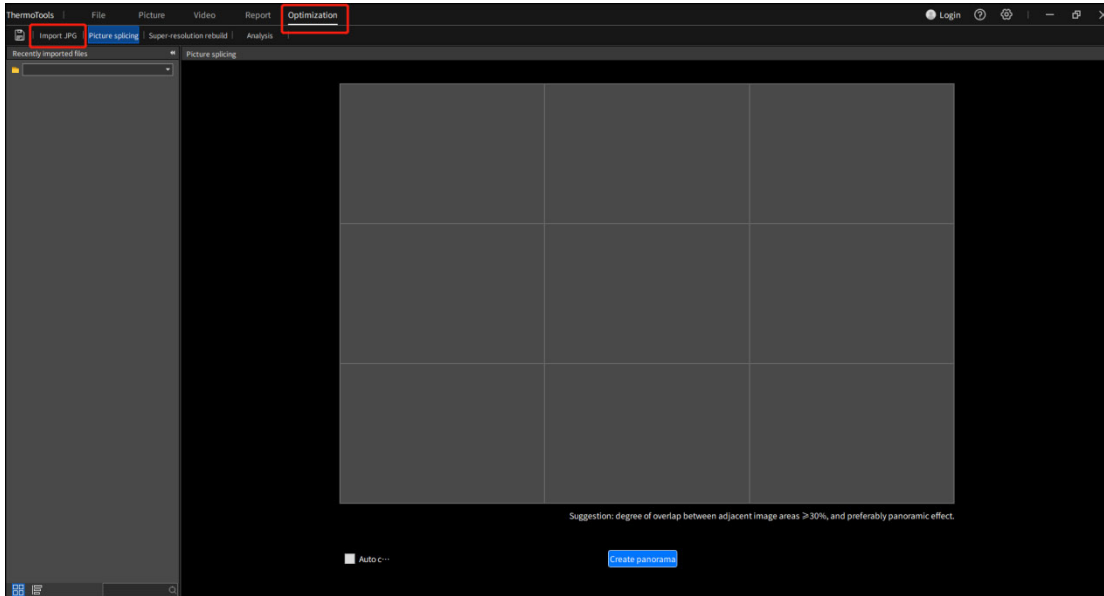 ThermoTools File Picture Video Report Optimization Login
Import JPG Picture splicing Super-resolution rebuild Analysis
Recently imported files Picture splicing
Suggestion: degree of overlap between adjacent image areas ⩾30%, and preferably panoramic effect.
Auto c··· Create panorama